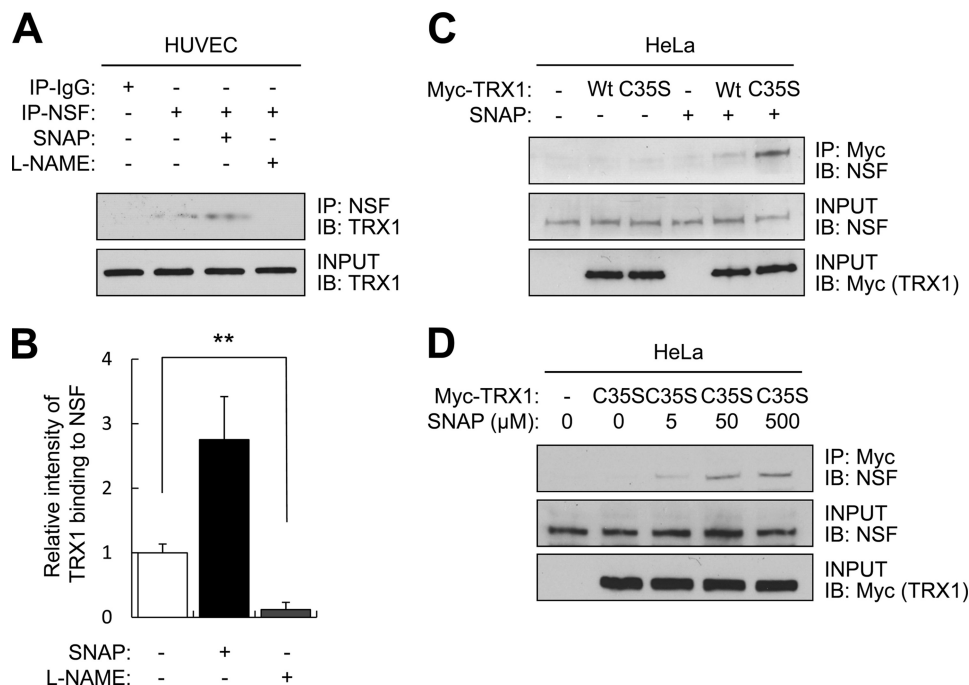 A
HUVEC
IP-IgG: + - - -
IP-NSF: - + + +
SNAP: - - + -
L-NAME: - - - +
IP: NSF
IB: TRX1
INPUT
IB: TRX1
B
**
Relative intensity of
TRX1 binding to NSF
4
3
2
1
0
SNAP: - + -
L-NAME: - - +
C
HeLa
Myc-TRX1: - Wt C35S - Wt C35S
SNAP: - - - + + +
IP: Myc
IB: NSF
INPUT
IB: NSF
INPUT
IB: Myc (TRX1)
D
HeLa
Myc-TRX1: - C35S C35S C35S C35S
SNAP (µM): 0 0 5 50 500
IP: Myc
IB: NSF
INPUT
IB: NSF
INPUT
IB: Myc (TRX1)